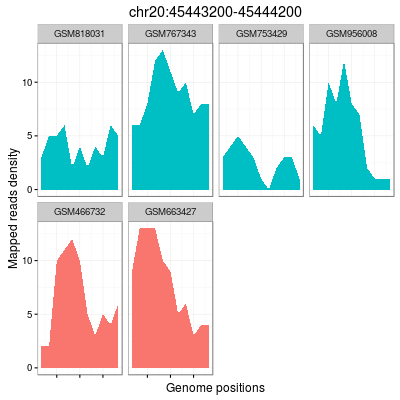 chr20:45443200-45444200
GSM818031 GSM767343 GSM753429 GSM956008
10
5
0
Mapped reads density
GSM466732 GSM663427
10
5
0
Genome positions